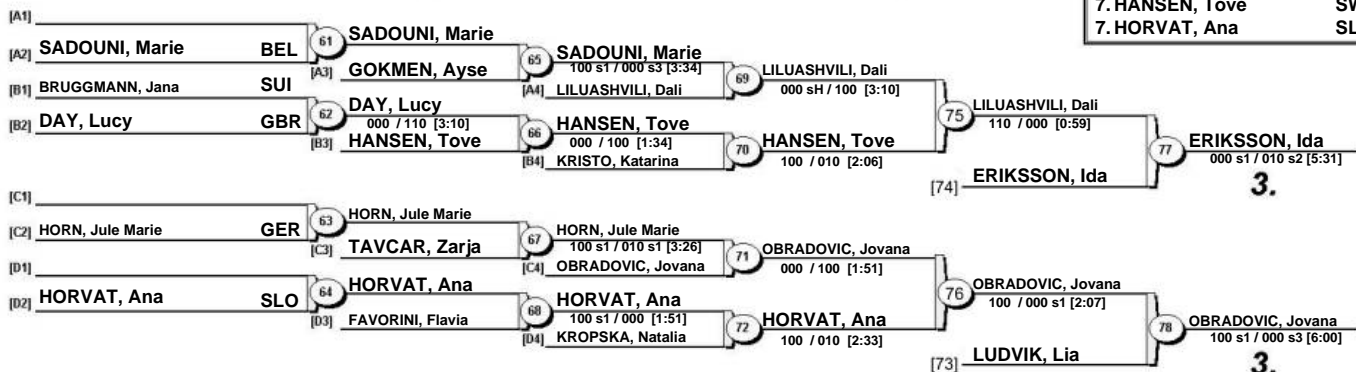 7. HANSEN, Tove SW
7. HORVAT, Ana SL
[A1]
[A2] SADOUNI, Marie BEL
61
SADOUNI, Marie
[A3] GOKMEN, Ayse
65
SADOUNI, Marie
100 s1 / 000 s3 [3:34]
[A4] LILUASHVILI, Dali
69
LILUASHVILI, Dali
000 sH / 100 [3:10]
[B1] BRUGGMANN, Jana SUI
[B2] DAY, Lucy GBR
62
DAY, Lucy
000 / 110 [3:10]
[B3] HANSEN, Tove
66
HANSEN, Tove
000 / 100 [1:34]
[B4] KRISTO, Katarina
70
HANSEN, Tove
100 / 010 [2:06]
75
LILUASHVILI, Dali
110 / 000 [0:59]
[74] ERIKSSON, Ida
77
ERIKSSON, Ida
000 s1 / 010 s2 [5:31]
3.
[C1]
[C2] HORN, Jule Marie GER
63
HORN, Jule Marie
[C3] TAVCAR, Zarja
67
HORN, Jule Marie
100 s1 / 010 s1 [3:26]
[C4] OBRADOVIC, Jovana
71
OBRADOVIC, Jovana
000 / 100 [1:51]
[D1]
[D2] HORVAT, Ana SLO
64
HORVAT, Ana
[D3] FAVORINI, Flavia
68
HORVAT, Ana
100 s1 / 000 [1:51]
[D4] KROPSKA, Natalia
72
HORVAT, Ana
100 / 010 [2:33]
76
OBRADOVIC, Jovana
100 / 000 s1 [2:07]
[73] LUDVIK, Lia
78
OBRADOVIC, Jovana
100 s1 / 000 s3 [6:00]
3.